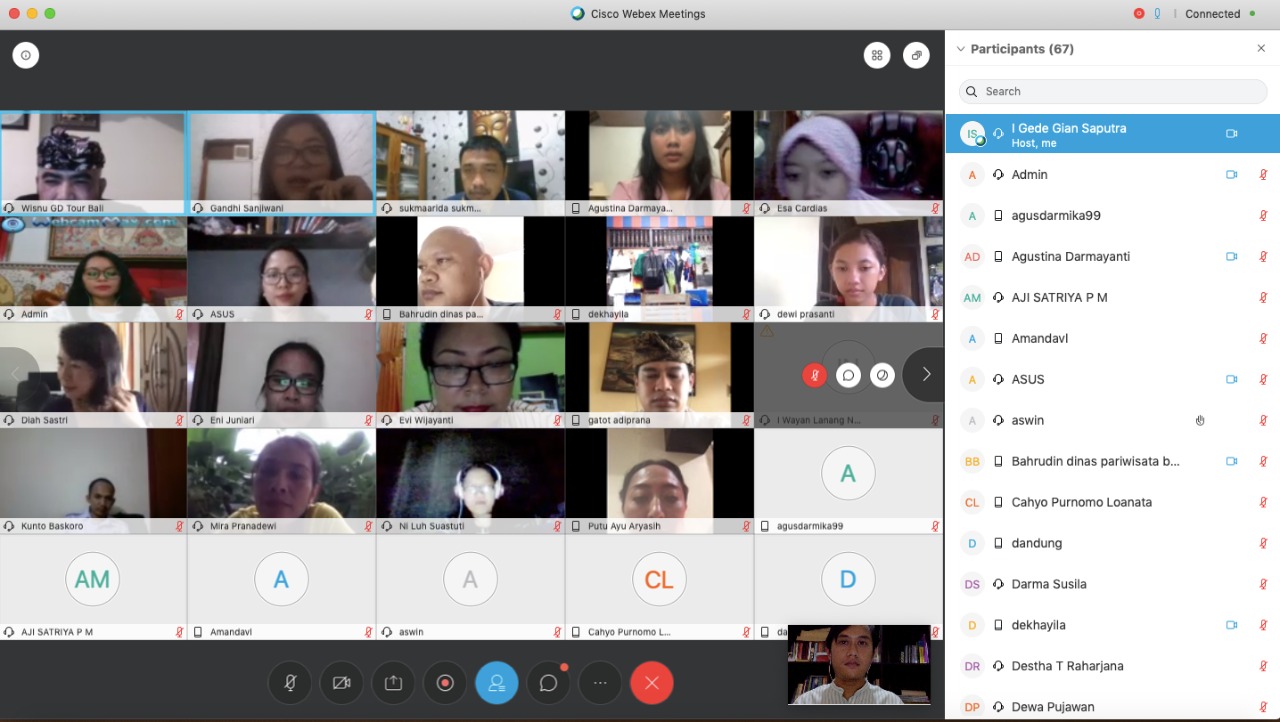 Cisco Webex Meetings
Connected
Participants (67)
Search
Wisnu GD Tour Bali
Gandhi Sanjiwani
sukmaarida sukm...
Agustina Darmaya...
Esa Cardias
Admin
ASUS
Bahrudin dinas pa...
dekhayila
dewi prasanti
Diah Sastri
Eni Juniari
Evi Wijayanti
gatot adiprana
I Wayan Lanang N...
Kunto Baskoro
Mira Pranadewi
Ni Luh Suastuti
Putu Ayu Aryasih
A
agusdarmika99
AM
A
A
CL
D
AJI SATRIYA P M
Amandavl
aswin
Cahyo Purnomo L...
IS
I Gede Gian Saputra
Host, me
A
Admin
A
agusdarmika99
AD
Agustina Darmayanti
AM
AJI SATRIYA P M
A
Amandavl
A
ASUS
A
aswin
BB
Bahrudin dinas pariwisata b...
CL
Cahyo Purnomo Loanata
D
dandung
DS
Darma Susila
D
dekhayila
DR
Destha T Raharjana
DP
Dewa Pujawan